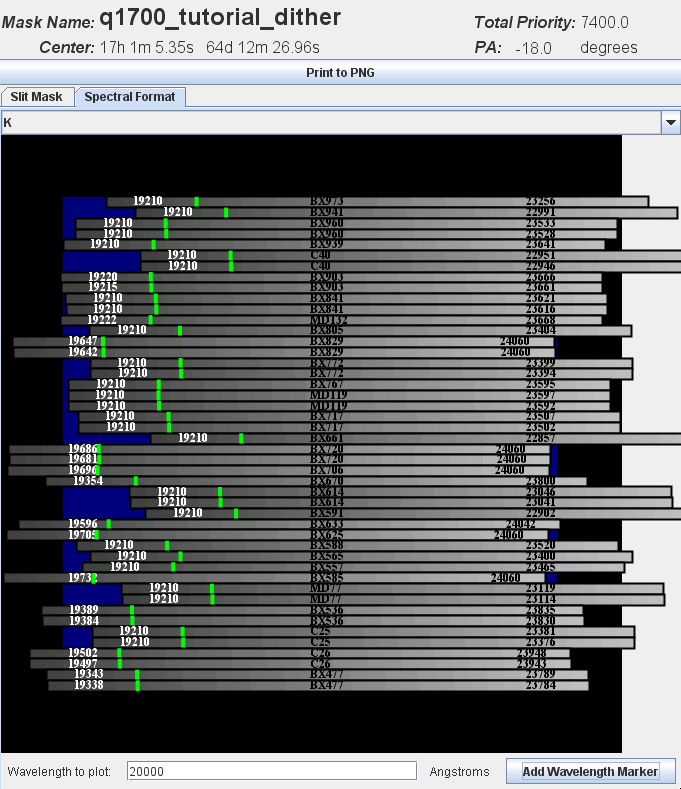 Mask Name: q1700_tutorial_dither Total Priority: 7400.0
Center: 17h 1m 5.35s 64d 12m 26.96s PA: -18.0 degrees
Print to PNG
Slit Mask Spectral Format
K
19210 BX973 23256
19210 BX941 22991
19210 BX960 23533
19210 BX960 23528
19210 BX939 23641
19210 C40 22951
19210 C40 22946
19220 BX903 23666
19215 BX903 23661
19210 BX841 23621
19210 BX841 23616
19222 MD132 23668
19210 BX805 23404
19647 BX829 24060
19642 BX829 24060
19210 BX772 23399
19210 BX772 23394
19210 BX767 23595
19210 MD119 23597
19210 MD119 23592
19210 BX717 23507
19210 BX717 23502
19210 BX661 22857
19686 BX720 24060
19681 BX720 24060
19696 BX706 24060
19354 BX670 23800
19210 BX614 23046
19210 BX614 23041
19210 BX591 22902
19596 BX633 24042
19705 BX625 24060
19210 BX588 23520
19210 BX565 23400
19210 BX557 23465
19732 BX585 24060
19210 MD77 23119
19210 MD77 23114
19389 BX536 23835
19384 BX536 23830
19210 C25 23381
19210 C25 23376
19502 C26 23948
19497 C26 23943
19343 BX477 23789
19338 BX477 23784
Wavelength to plot: 20000 Angstroms Add Wavelength Marker